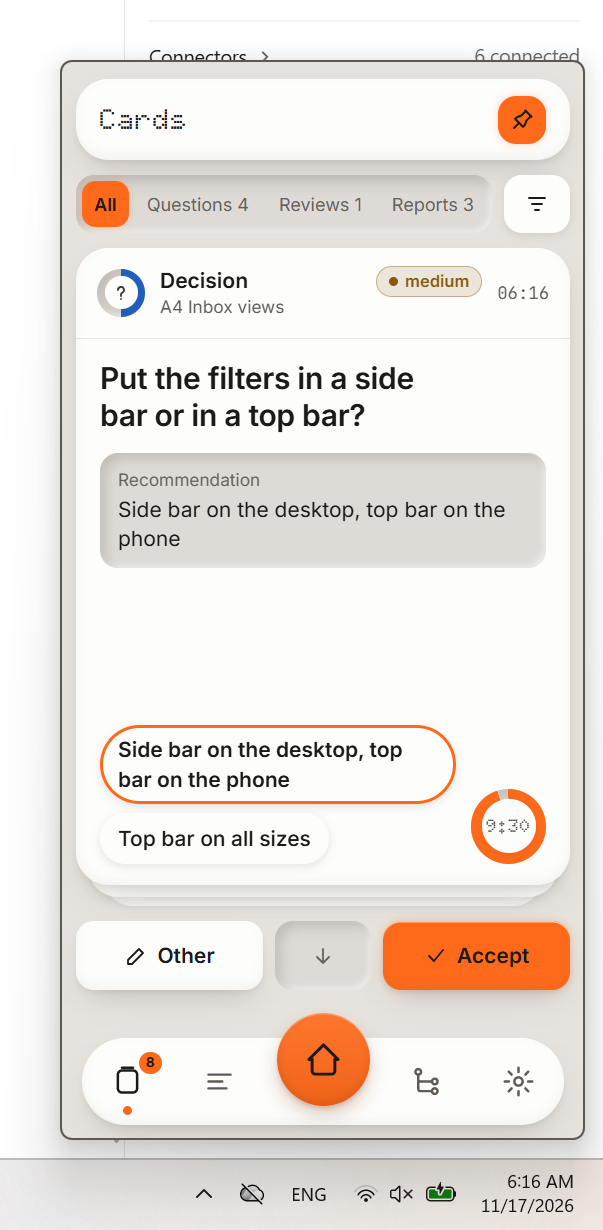 Connectors
6 connected
Cards
All
Questions 4
Reviews 1
Reports 3
?
Decision
medium
06:16
A4 Inbox views
Put the filters in a side
bar or in a top bar?
Recommendation
Side bar on the desktop, top bar on the
phone
Side bar on the desktop, top
bar on the phone
Top bar on all sizes
9:30
Other
Accept
8
ENG
6:16 AM
11/17/2026